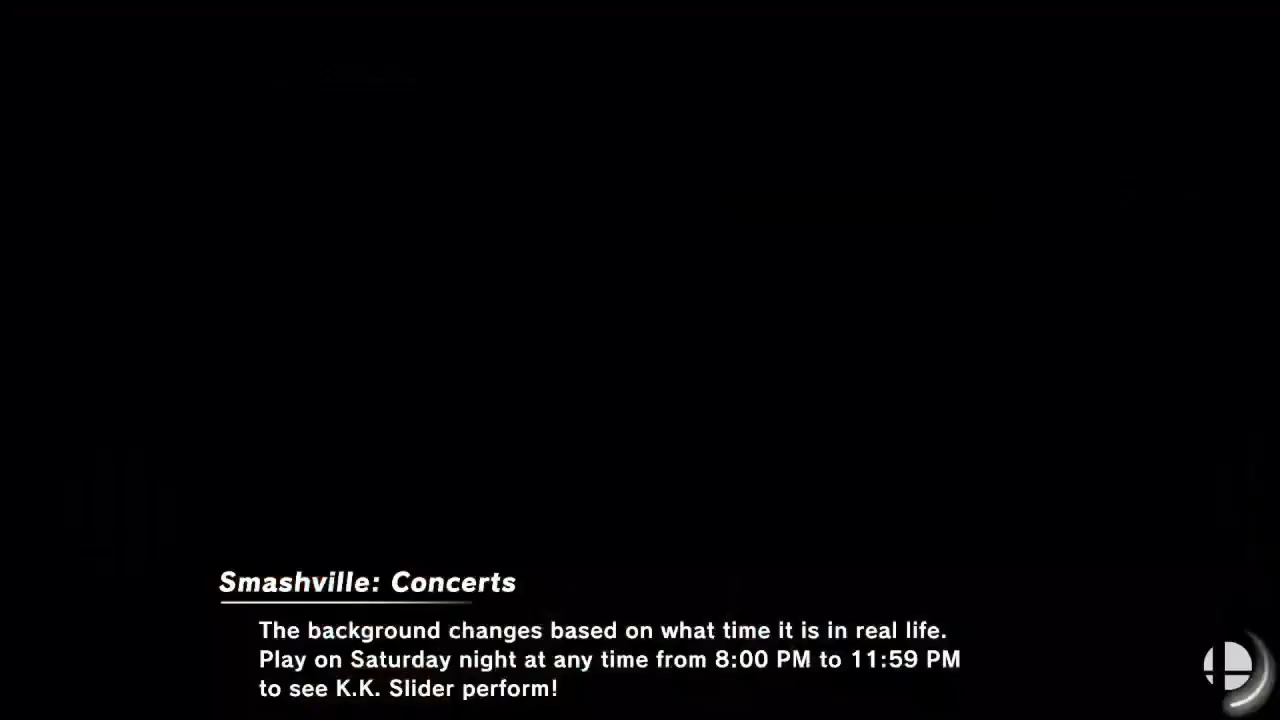 Smashville: Concerts
The background changes based on what time it is in real life.
Play on Saturday night at any time from 8:00 PM to 11:59 PM
to see K.K. Slider perform!